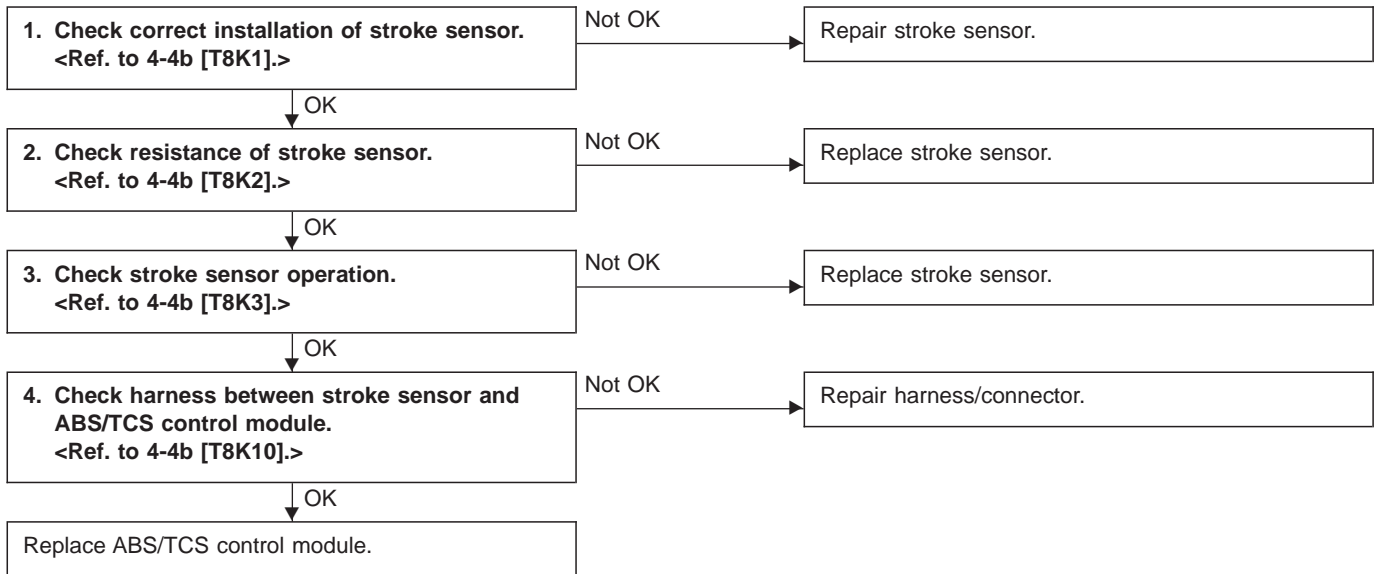 1. Check correct installation of stroke sensor.
<Ref. to 4-4b [T8K1].>
Not OK
Repair stroke sensor.
OK
2. Check resistance of stroke sensor.
<Ref. to 4-4b [T8K2].>
Not OK
Replace stroke sensor.
OK
3. Check stroke sensor operation.
<Ref. to 4-4b [T8K3].>
Not OK
Replace stroke sensor.
OK
4. Check harness between stroke sensor and
ABS/TCS control module.
<Ref. to 4-4b [T8K10].>
Not OK
Repair harness/connector.
OK
Replace ABS/TCS control module.